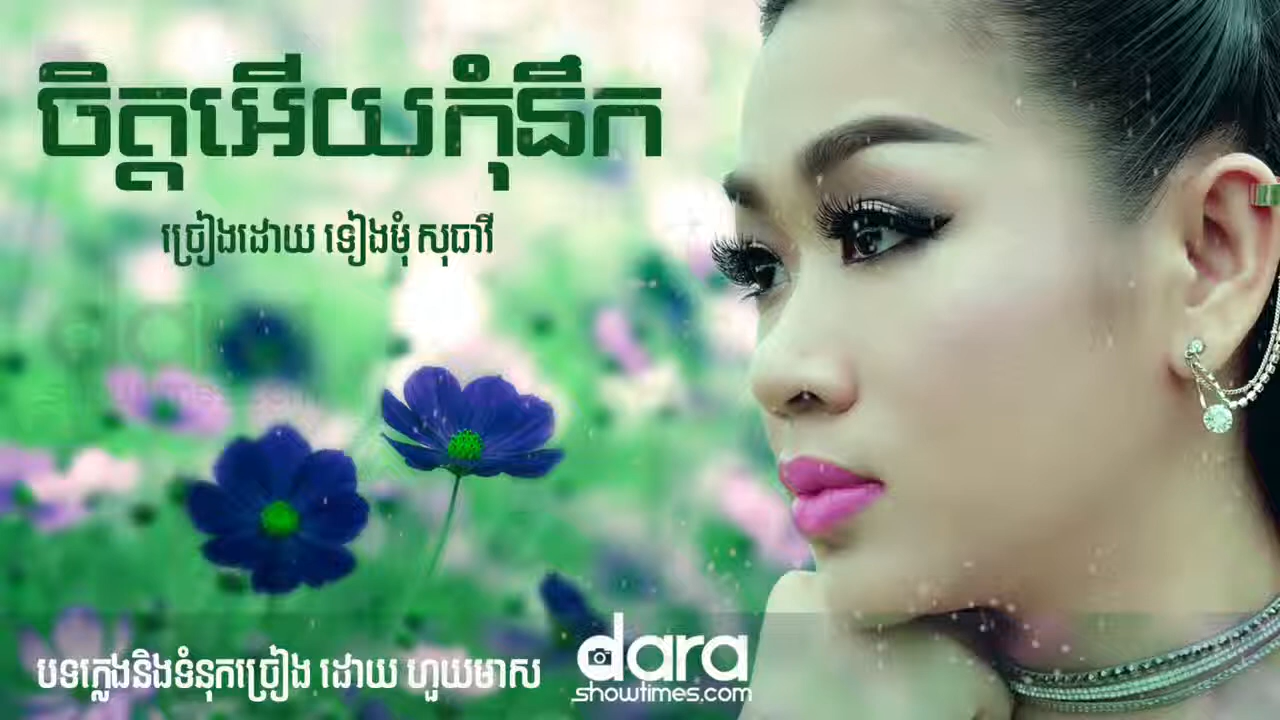 ចិត្តអើយកុំនឹក
ច្រៀងដោយ ទៀងមុំ សុធាវី
បទភ្លេងនិងទំនុកច្រៀង ដោយ ហួយមាស
dara
showtimes.com